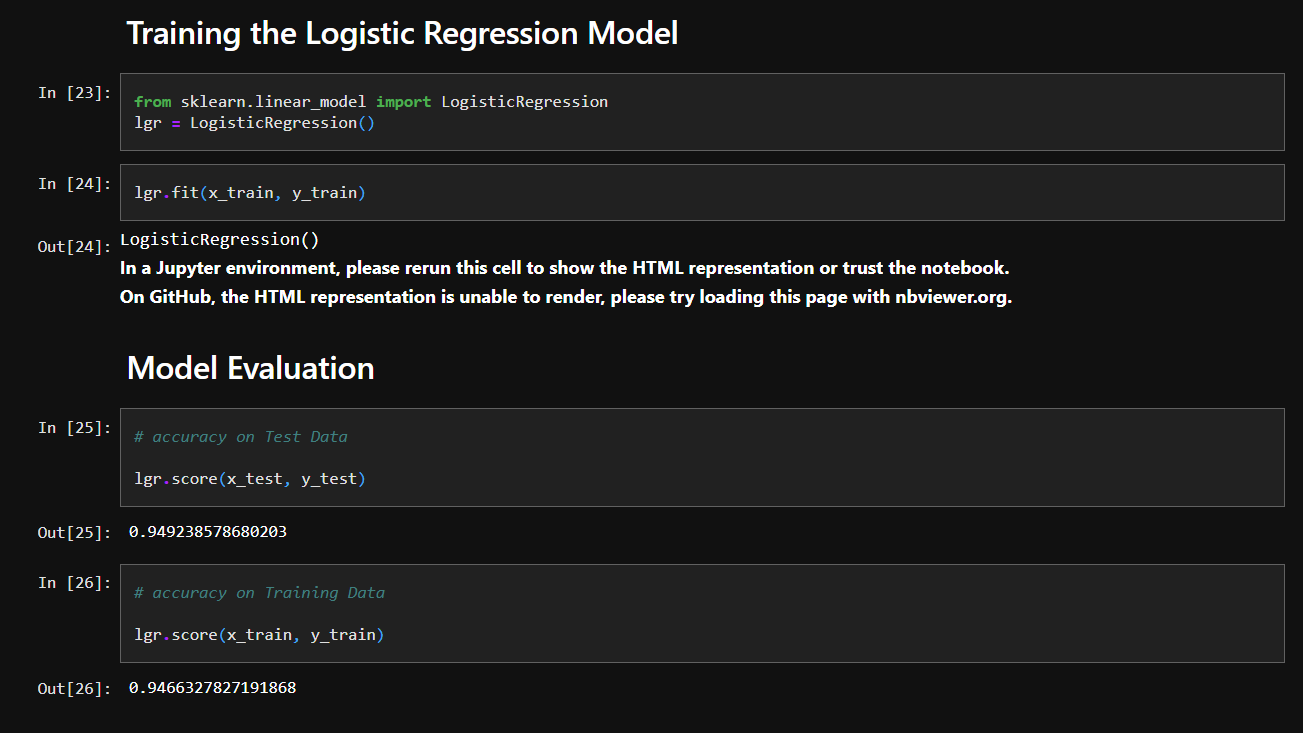 Training the Logistic Regression Model
In [23]:
from sklearn.linear_model import LogisticRegression
lgr = LogisticRegression()
In [24]:
lgr.fit(x_train, y_train)
Out[24]:
LogisticRegression()
In a Jupyter environment, please rerun this cell to show the HTML representation or trust the notebook.
On GitHub, the HTML representation is unable to render, please try loading this page with nbviewer.org.
Model Evaluation
In [25]:
# accuracy on Test Data
lgr.score(x_test, y_test)
Out[25]:
0.949238578680203
In [26]:
# accuracy on Training Data
lgr.score(x_train, y_train)
Out[26]:
0.9466327827191868